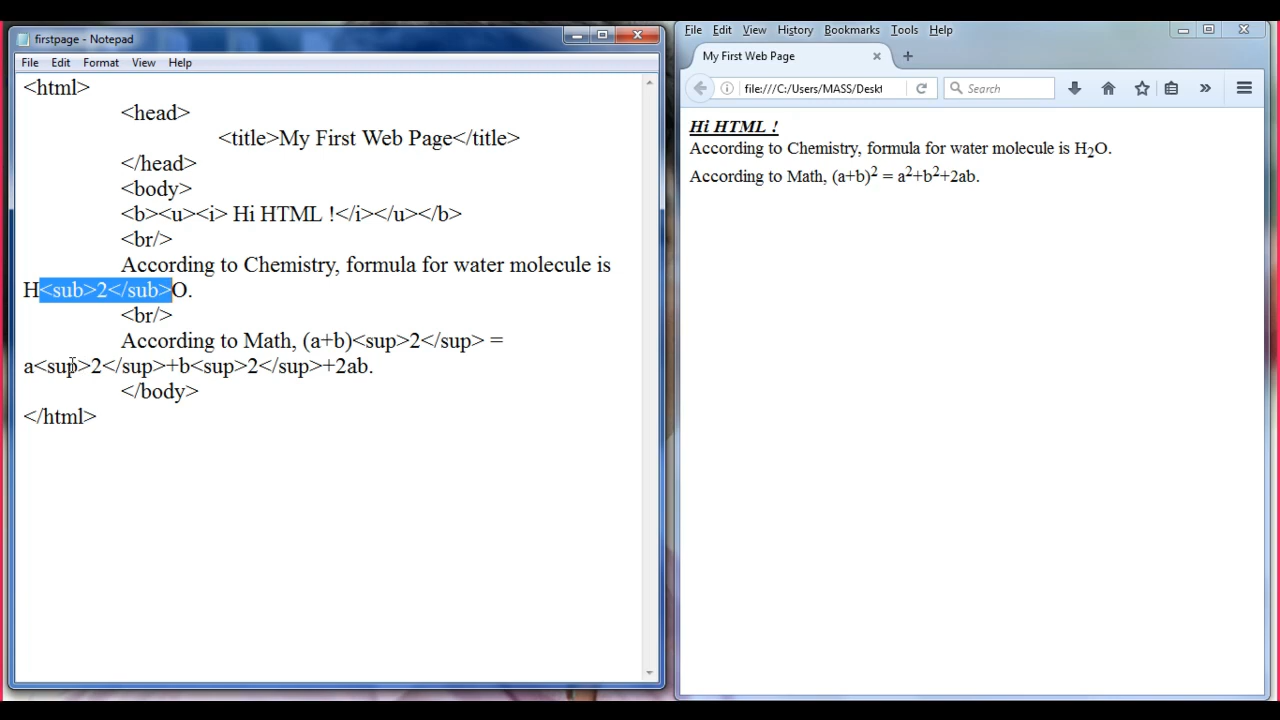 firstpage - Notepad
File Edit Format View Help
<html>
<head>
<title>My First Web Page</title>
</head>
<body>
<b><u><i> Hi HTML !</i></u></b>
<br/>
According to Chemistry, formula for water molecule is
H<sub>2</sub>O.
<br/>
According to Math, (a+b)<sup>2</sup> =
a<sup>2</sup>+b<sup>2</sup>+2ab.
</body>
</html>
File Edit View History Bookmarks Tools Help
My First Web Page
file:///C:/Users/MASS/Deskt
Search
Hi HTML !
According to Chemistry, formula for water molecule is H₂O.
According to Math, (a+b)² = a²+b²+2ab.